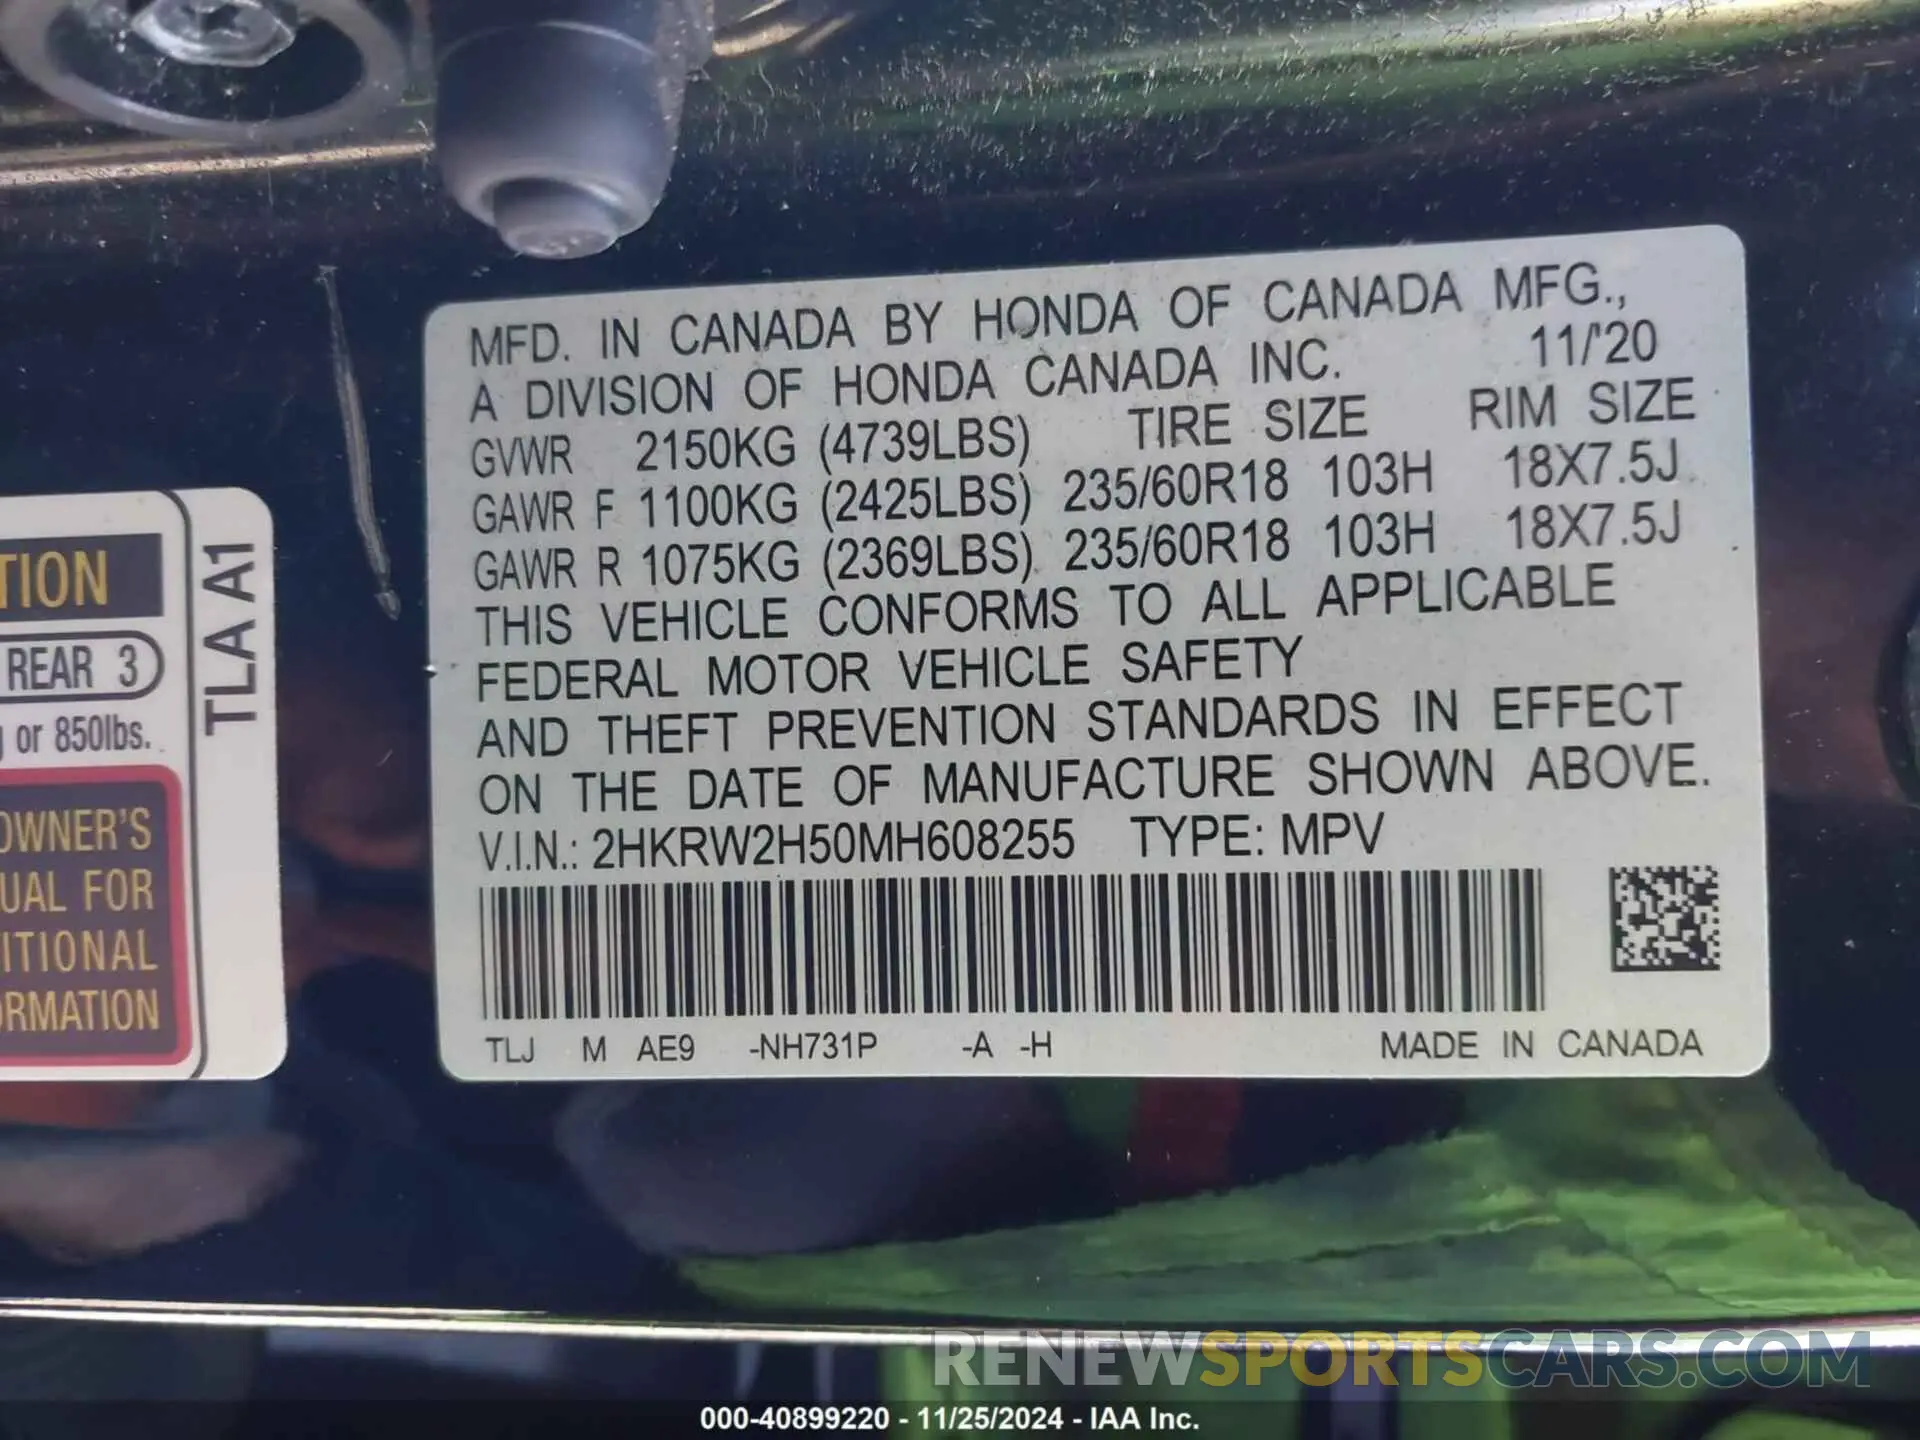 MFD. IN CANADA BY HONDA OF CANADA MFG.,
A DIVISION OF HONDA CANADA INC. 11/'20
GVWR 2150KG (4739LBS) TIRE SIZE RIM SIZE
GAWR F 1100KG (2425LBS) 235/60R18 103H 18X7.5J
GAWR R 1075KG (2369LBS) 235/60R18 103H 18X7.5J
THIS VEHICLE CONFORMS TO ALL APPLICABLE
FEDERAL MOTOR VEHICLE SAFETY
AND THEFT PREVENTION STANDARDS IN EFFECT
ON THE DATE OF MANUFACTURE SHOWN ABOVE.
V.I.N.: 2HKRW2H50MH608255 TYPE: MPV
TLJ M AE9 -NH731P -A -H MADE IN CANADA
TION
REAR 3
or 850lbs.
OWNER'S
UAL FOR
ITIONAL
ORMATION
TLA A1
RENEWSPORTSCARS.COM
000-40899220 - 11/25/2024 - IAA Inc.